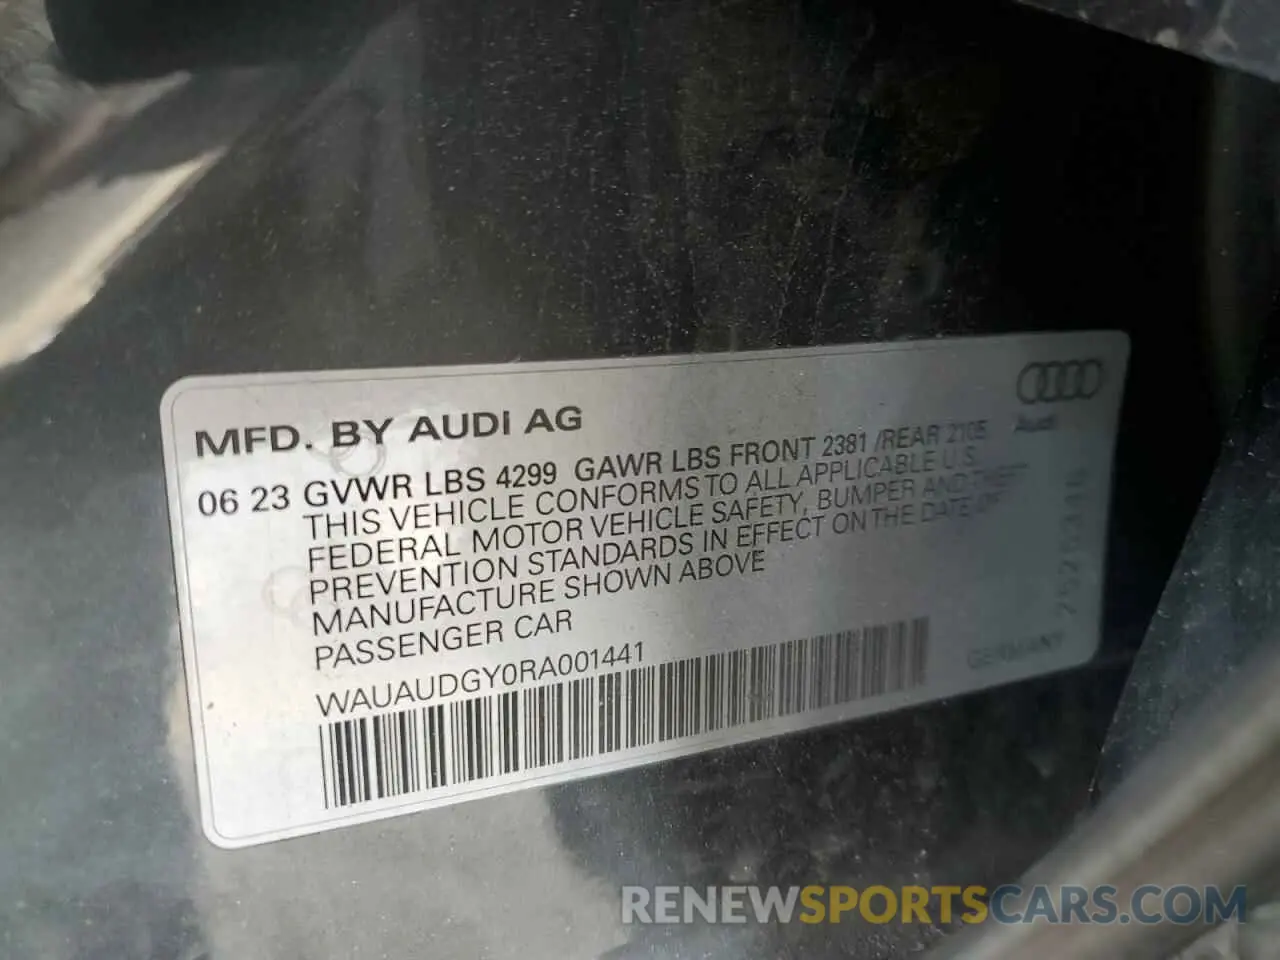 MFD. BY AUDI AG
06 23 GVWR LBS 4299 GAWR LBS FRONT 2381 /REAR 2105
THIS VEHICLE CONFORMS TO ALL APPLICABLE U.S.
FEDERAL MOTOR VEHICLE SAFETY, BUMPER AND THEFT
PREVENTION STANDARDS IN EFFECT ON THE DATE OF
MANUFACTURE SHOWN ABOVE
PASSENGER CAR
WAUAUDGY0RA001441
Audi
GERMANY
RENEWSPORTSCARS.COM